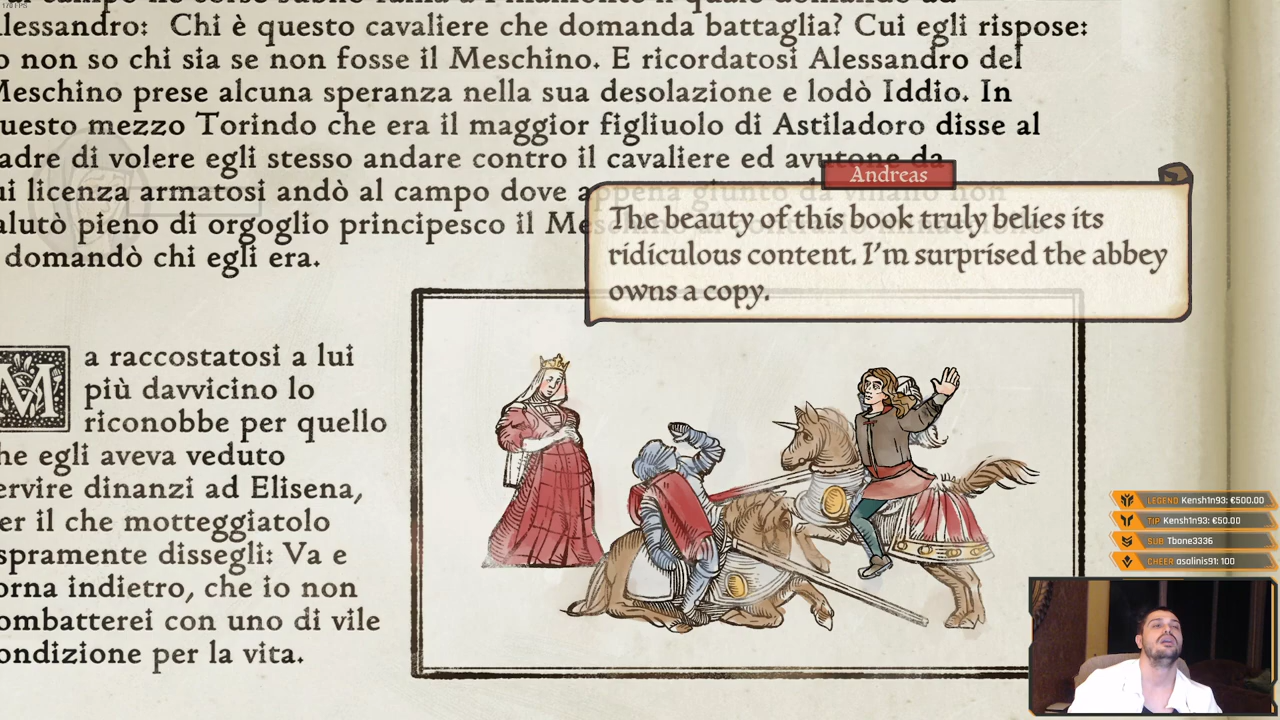 lessandro: Chi è questo cavaliere che domanda battaglia? Cui egli rispose:
o non so chi sia se non fosse il Meschino. E ricordatosi Alessandro del
Meschino prese alcuna speranza nella sua desolazione e lodò Iddio. In
uesto mezzo Torindo che era il maggior figliuolo di Astiladoro disse al
adre di volere egli stesso andare contro il cavaliere ed avutone da
ui licenza armatosi andò al campo dove appena giunto da villano non
alutò pieno di orgoglio principesco il Me
domandò chi egli era.
Andreas
The beauty of this book truly belies its
ridiculous content. I'm surprised the abbey
owns a copy.
M
a raccostatosi a lui
più davvicino lo
riconobbe per quello
he egli aveva veduto
ervire dinanzi ad Elisena,
er il che motteggiatolo
spramente dissegli: Va e
orna indietro, che io non
ombatterei con uno di vile
ondizione per la vita.
LEGEND Kensh1n93: €500.00
TIP Kensh1n93: €50.00
SUB Tbone3336
CHEER asalinis91: 100